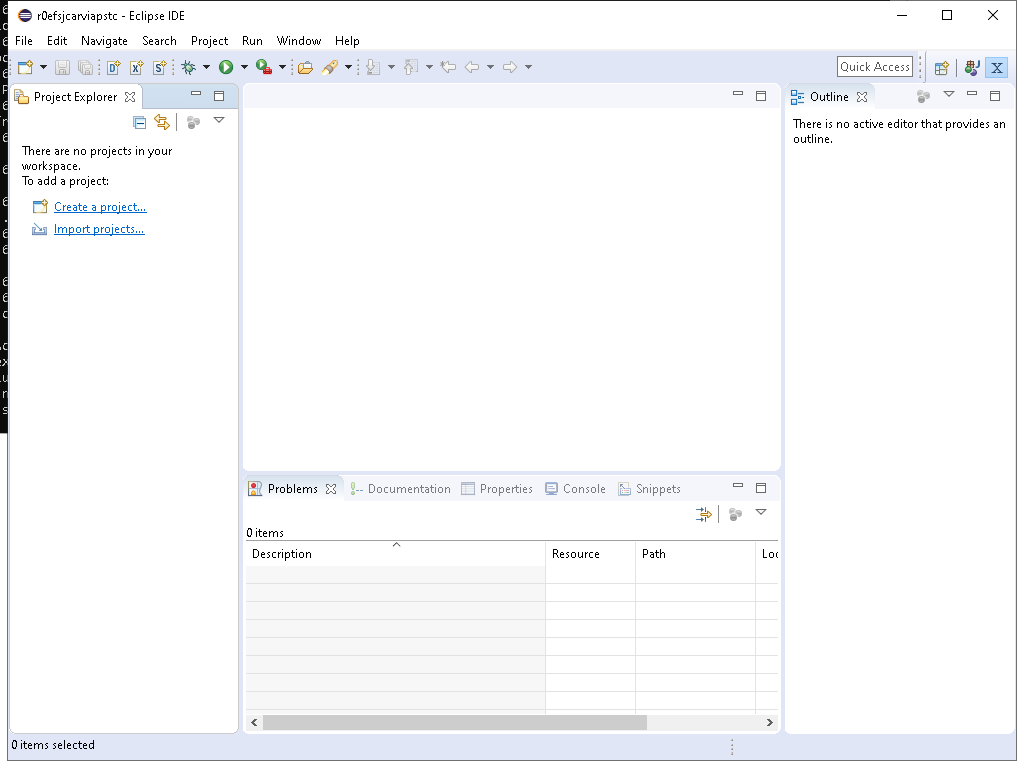 r0efsjcarviapstc - Eclipse IDE
File Edit Navigate Search Project Run Window Help
Quick Access
Project Explorer
Outline
There are no projects in your
workspace.
To add a project:
Create a project...
Import projects...
There is no active editor that provides an
outline.
Problems Documentation Properties Console Snippets
0 items
Description Resource Path Loc
0 items selected